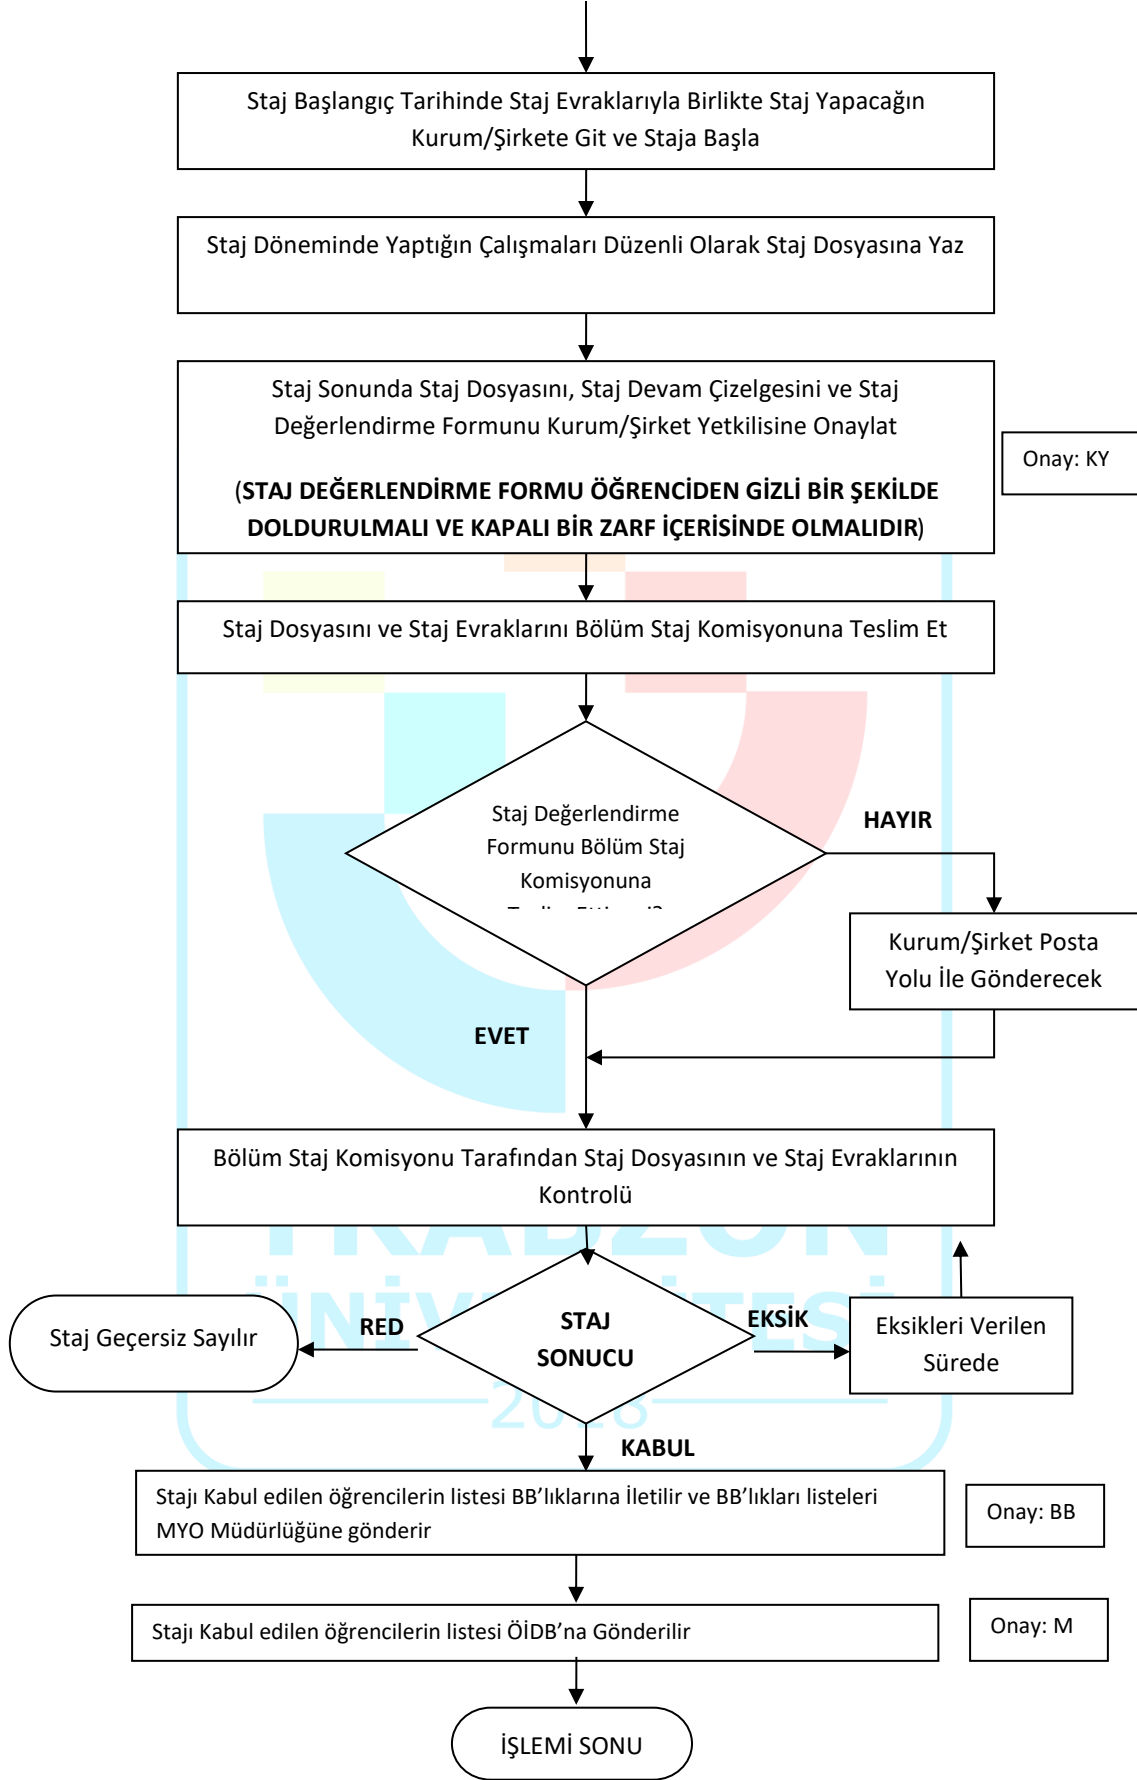 Staj Başlangıç Tarihinde Staj Evraklarıyla Birlikte Staj Yapacağın
Kurum/Şirkete Git ve Staja Başla
Staj Döneminde Yaptığın Çalışmaları Düzenli Olarak Staj Dosyasına Yaz
Staj Sonunda Staj Dosyasını, Staj Devam Çizelgesini ve Staj
Değerlendirme Formunu Kurum/Şirket Yetkilisine Onaylat
(STAJ DEĞERLENDİRME FORMU ÖĞRENCİDEN GİZLİ BİR ŞEKİLDE
DOLDURULMALI VE KAPALI BİR ZARF İÇERİSİNDE OLMALIDIR)
Onay: KY
Staj Dosyasını ve Staj Evraklarını Bölüm Staj Komisyonuna Teslim Et
Staj Değerlendirme
Formunu Bölüm Staj
Komisyonuna
HAYIR
Kurum/Şirket Posta
Yolu İle Gönderecek
EVET
Bölüm Staj Komisyonu Tarafından Staj Dosyasının ve Staj Evraklarının
Kontrolü
Staj Geçersiz Sayılır
RED
STAJ
SONUCU
EKSİK
Eksikleri Verilen
Sürede
KABUL
Stajı Kabul edilen öğrencilerin listesi BB’lıklarına İletilir ve BB’lıkları listeleri
MYO Müdürlüğüne gönderir
Onay: BB
Stajı Kabul edilen öğrencilerin listesi ÖİDB’na Gönderilir
Onay: M
İŞLEMİ SONU